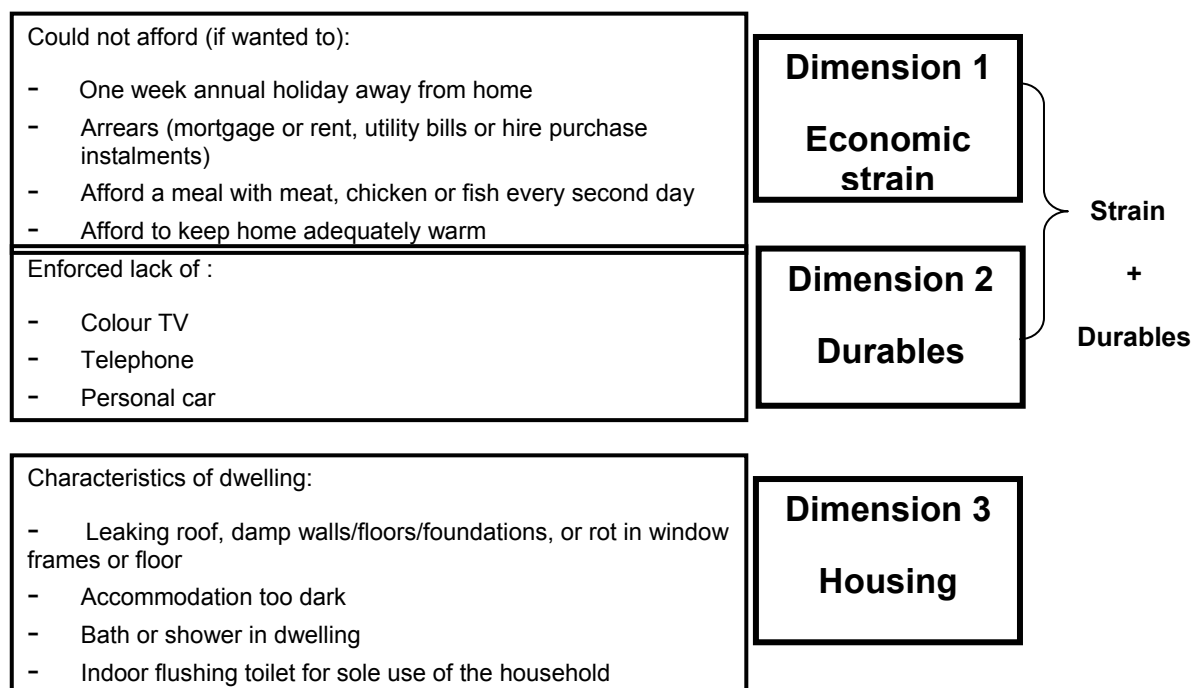 Could not afford (if wanted to):
- One week annual holiday away from home
- Arrears (mortgage or rent, utility bills or hire purchase
instalments)
- Afford a meal with meat, chicken or fish every second day
- Afford to keep home adequately warm
Dimension 1
Economic
strain
Enforced lack of :
- Colour TV
- Telephone
- Personal car
Dimension 2
Durables
Strain
+
Durables
Characteristics of dwelling:
- Leaking roof, damp walls/floors/foundations, or rot in window
frames or floor
- Accommodation too dark
- Bath or shower in dwelling
- Indoor flushing toilet for sole use of the household
Dimension 3
Housing